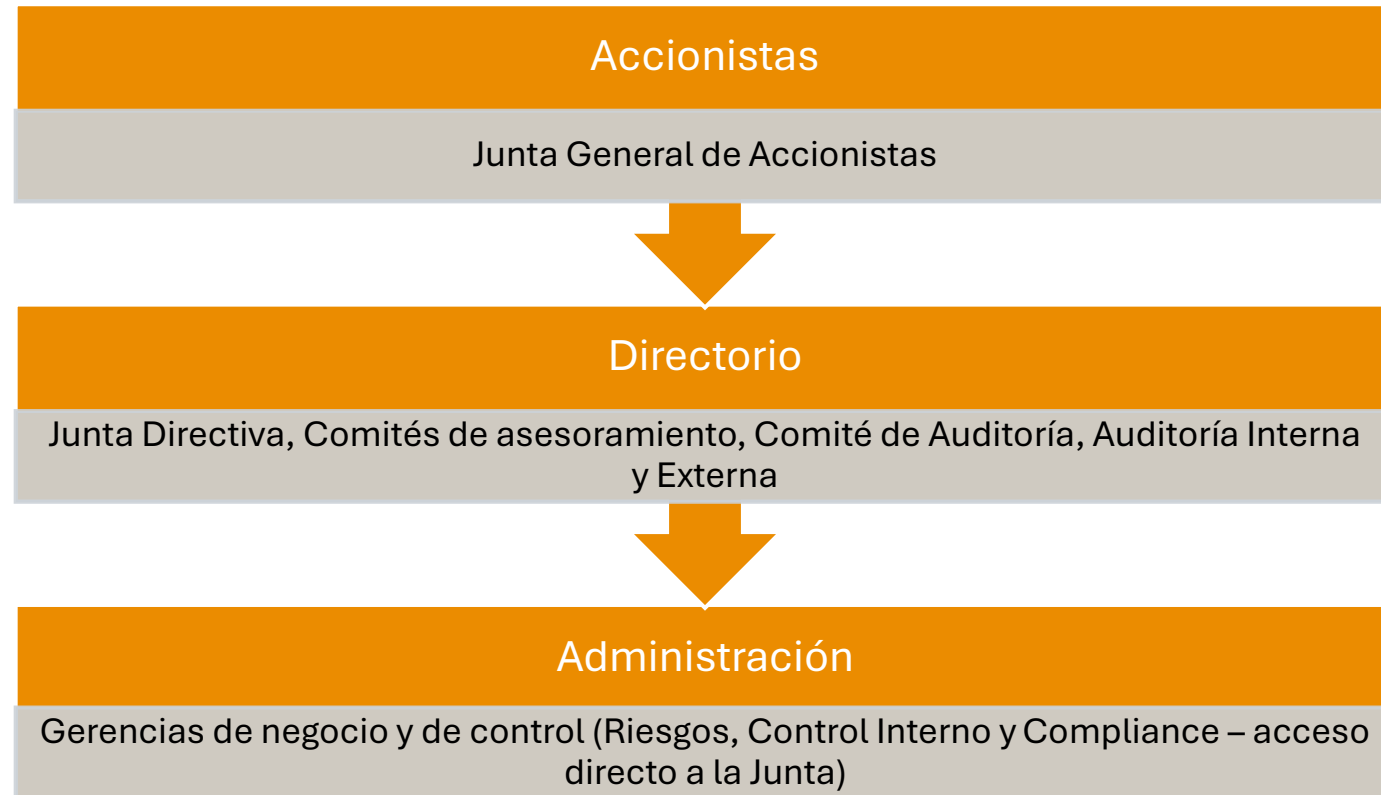 Accionistas
Junta General de Accionistas
Directorio
Junta Directiva, Comités de asesoramiento, Comité de Auditoría, Auditoría Interna
y Externa
Administración
Gerencias de negocio y de control (Riesgos, Control Interno y Compliance – acceso
directo a la Junta)